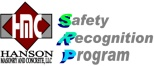 HMC
HANSON
MASONRY AND CONCRETE, LLC
Safety
Recognition
Program